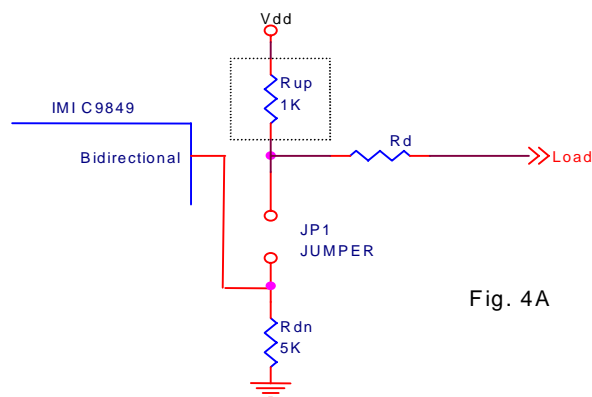 Vdd
Rup
1K
IMI C9849
Rd
Bidirectional
Load
JP1
JUMPER
Fig. 4A
Rdn
5K